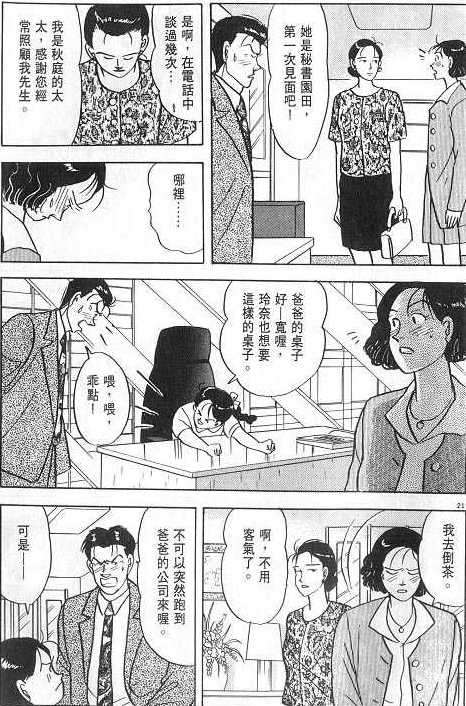 她是秘書園田，
第一次見面吧！
是啊，在電話中
談過幾次…
我是秋庭的太
太，感謝您經
常照顧我先生。
哪裡……
爸爸的桌子
好—寬喔，
玲奈也想要
這樣的桌子。
喂，喂，
乖點！
21
我去倒茶。
啊，不用
客氣了。
不可以突然跑到
爸爸的公司來喔。
可是—